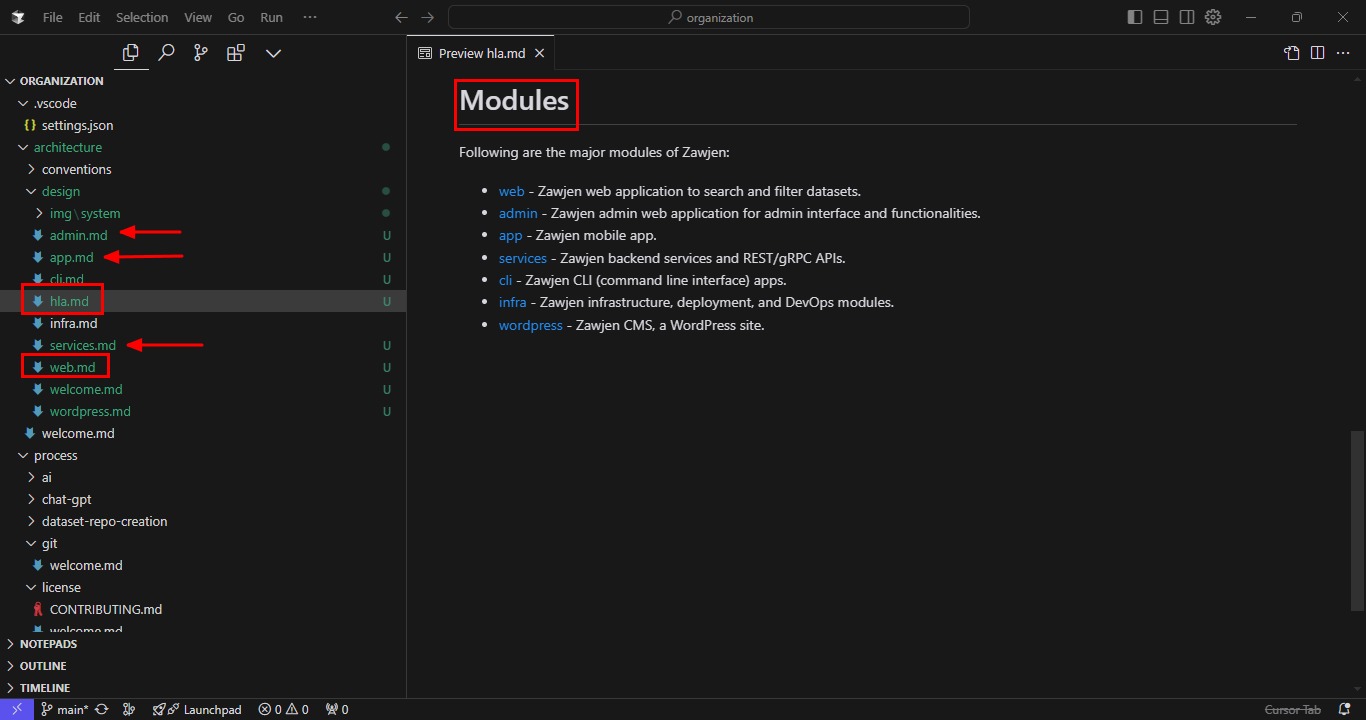 File Edit Selection View Go Run ...
organization
Preview hla.md
ORGANIZATION
.vscode
{} settings.json
architecture
conventions
design
img\system
admin.md U
app.md U
cli.md U
hla.md U
infra.md
services.md U
web.md U
welcome.md U
wordpress.md U
welcome.md
process
ai
chat-gpt
dataset-repo-creation
git
welcome.md
license
CONTRIBUTING.md
welcome.md
NOTEPADS
OUTLINE
TIMELINE
Modules
Following are the major modules of Zawjen:
• web - Zawjen web application to search and filter datasets.
• admin - Zawjen admin web application for admin interface and functionalities.
• app - Zawjen mobile app.
• services - Zawjen backend services and REST/gRPC APIs.
• cli - Zawjen CLI (command line interface) apps.
• infra - Zawjen infrastructure, deployment, and DevOps modules.
• wordpress - Zawjen CMS, a WordPress site.
main* Launchpad 0 0 0 Cursor Tab